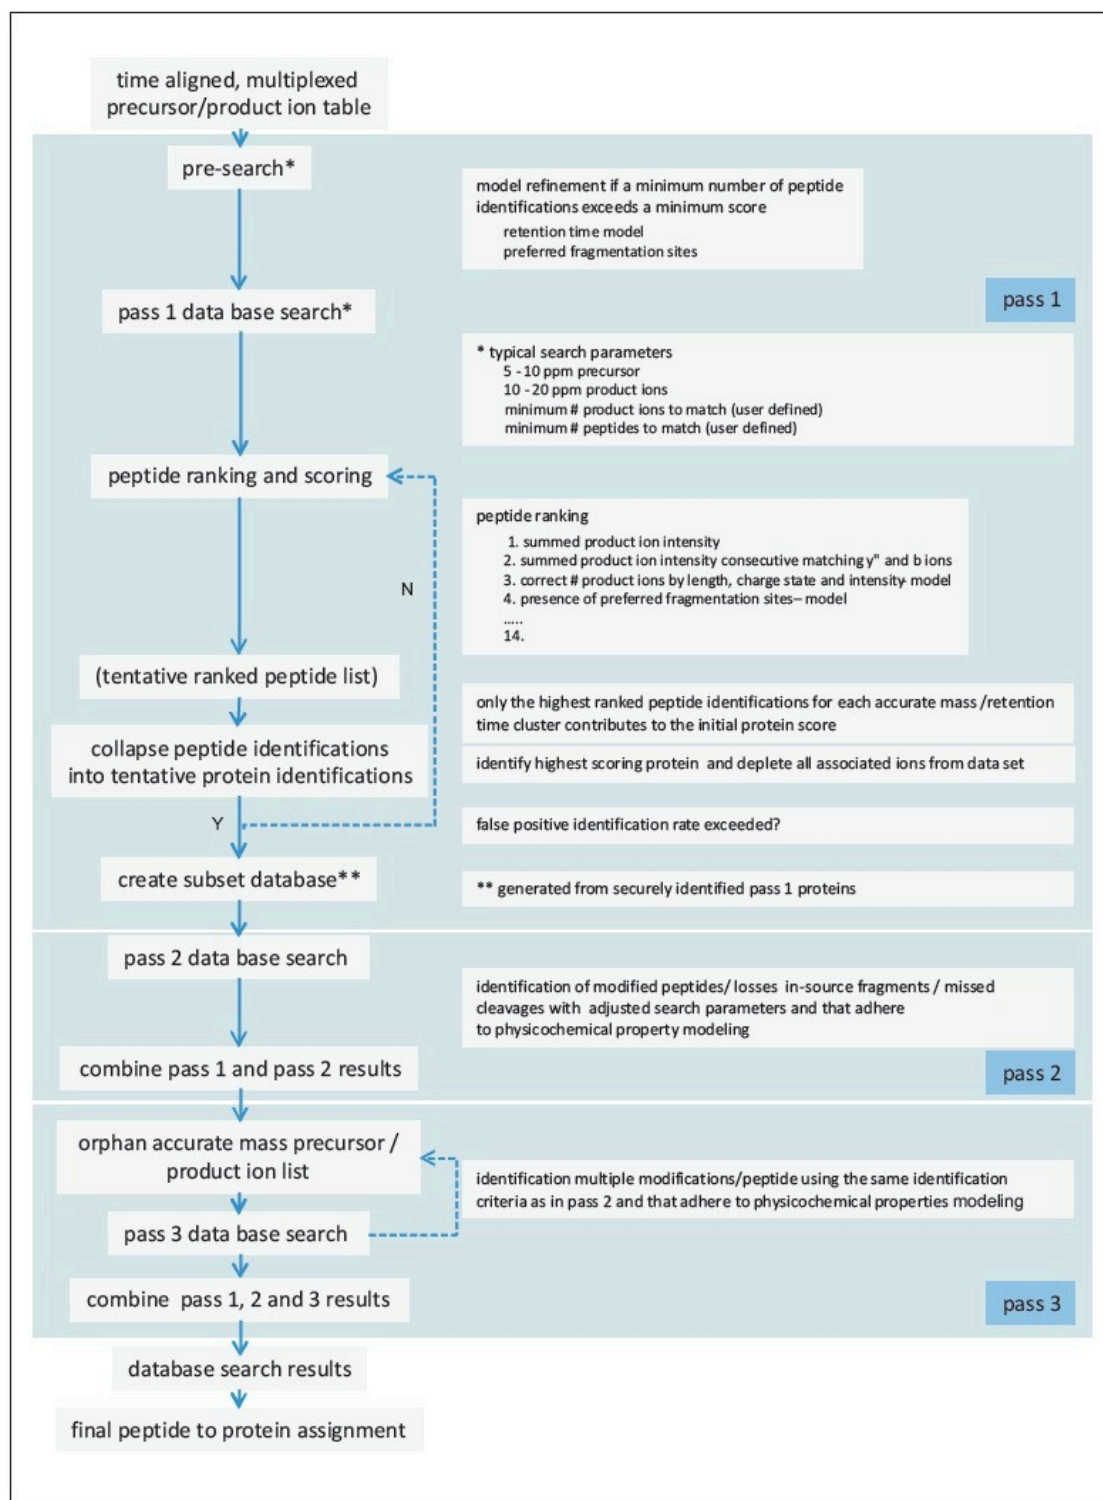 time aligned, multiplexed
precursor/product ion table
pre-search*
model refinement if a minimum number of peptide
identifications exceeds a minimum score
retention time model
preferred fragmentation sites
pass 1
pass 1 data base search*
* typical search parameters
5 - 10 ppm precursor
10 - 20 ppm product ions
minimum # product ions to match (user defined)
minimum # peptides to match (user defined)
peptide ranking and scoring
peptide ranking
1. summed product ion intensity
2. summed product ion intensity consecutive matching y" and b ions
3. correct # product ions by length, charge state and intensity- model
4. presence of preferred fragmentation sites– model
.....
14.
N
(tentative ranked peptide list)
only the highest ranked peptide identifications for each accurate mass /retention
time cluster contributes to the initial protein score
collapse peptide identifications
into tentative protein identifications
identify highest scoring protein and deplete all associated ions from data set
Y
false positive identification rate exceeded?
create subset database**
** generated from securely identified pass 1 proteins
pass 2 data base search
identification of modified peptides/ losses in-source fragments / missed
cleavages with adjusted search parameters and that adhere
to physicochemical property modeling
combine pass 1 and pass 2 results
pass 2
orphan accurate mass precursor /
product ion list
identification multiple modifications/peptide using the same identification
criteria as in pass 2 and that adhere to physicochemical properties modeling
pass 3 data base search
combine pass 1, 2 and 3 results
pass 3
database search results
final peptide to protein assignment